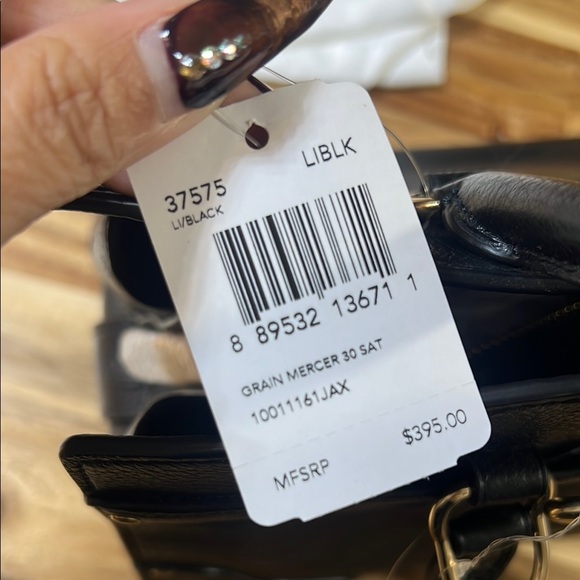 37575 LIBLK
LI/BLACK
8 89532 13671 1
GRAIN MERCER 30 SAT
10011161JAX
MFSRP $395.00